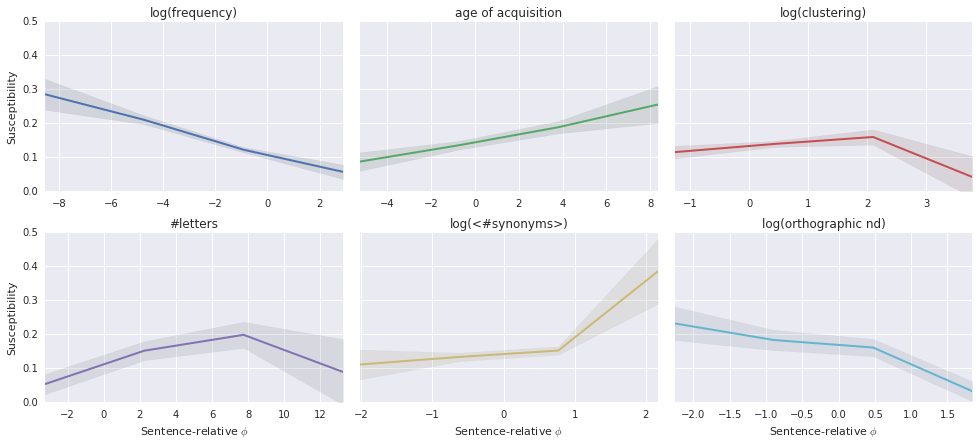 log(frequency)
age of acquisition
log(clustering)
0.5
0.4
0.3
0.2
0.1
0.0
Susceptibility
−8 −6 −4 −2 0 2
−4 −2 0 2 4 6 8
−1 0 1 2 3
#letters
log(<#synonyms>)
log(orthographic nd)
0.5
0.4
0.3
0.2
0.1
0.0
Susceptibility
−2 0 2 4 6 8 10 12
−2 −1 0 1 2
−2.0 −1.5 −1.0 −0.5 0.0 0.5 1.0 1.5
Sentence-relative ϕ
Sentence-relative ϕ
Sentence-relative ϕ